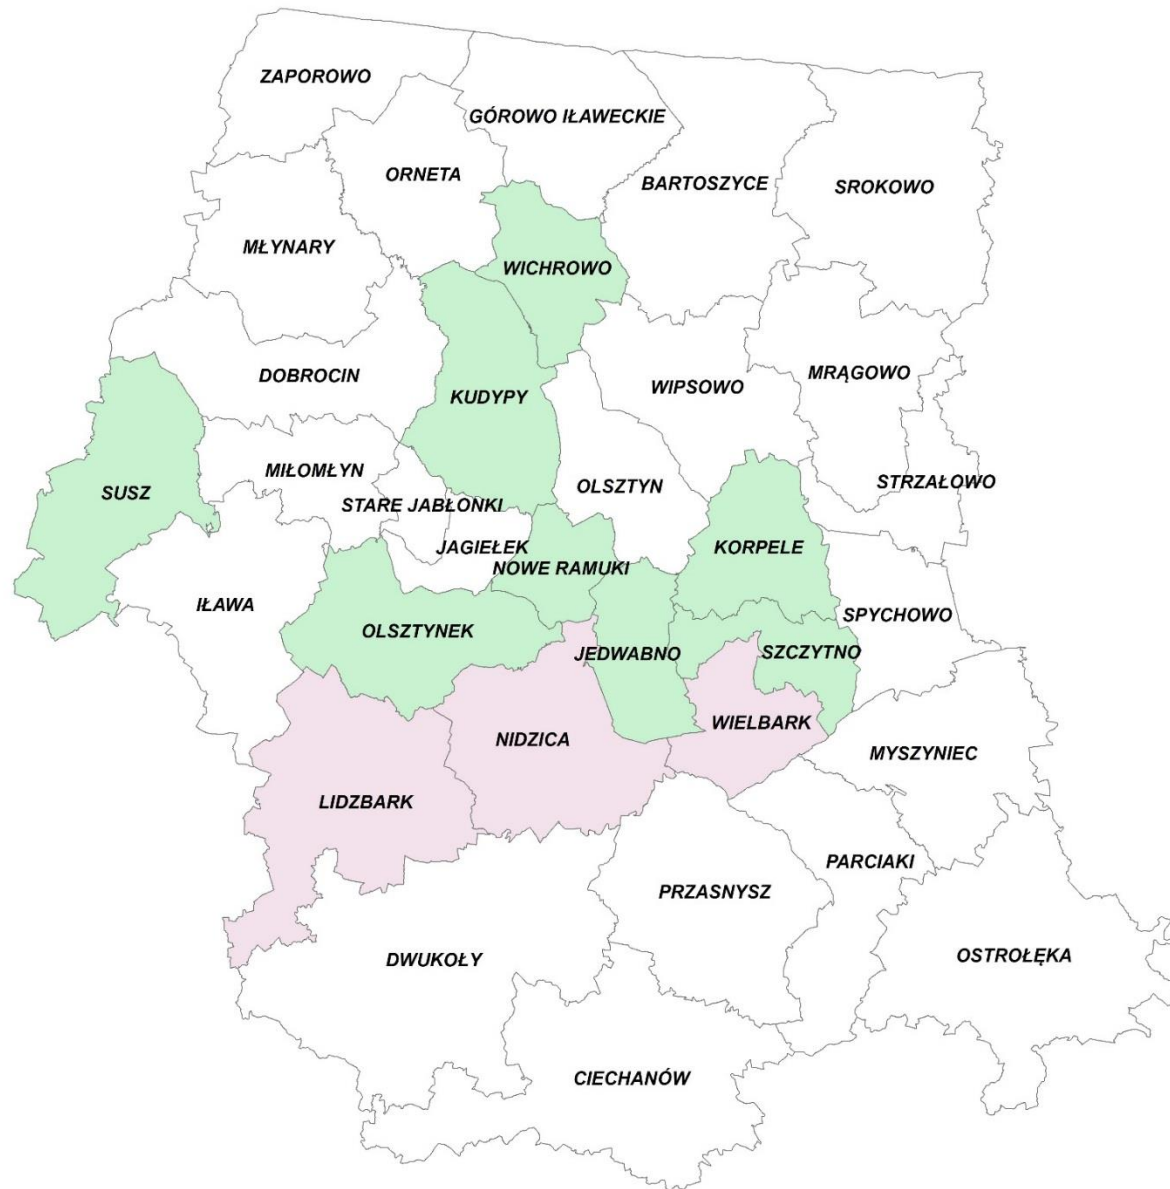 ZAPOROWO
GÓROWO IŁAWECKIE
ORNETA
BARTOSZYCE
SROKOWO
MŁYNARY
WICHROWO
DOBROCIN
KUDYPY
WIPSOWO
MRĄGOWO
SUSZ
MIŁOMŁYN
STARE JABŁONKI
OLSZTYN
STRZAŁOWO
JAGIEŁEK
NOWE RAMUKI
KORPELE
IŁAWA
OLSZTYNEK
JEDWABNO
SZCZYTNO
SPYCHOWO
NIDZICA
WIELBARK
MYSZYNIEC
LIDZBARK
PARCIAKI
PRZASNYSZ
DWUKOŁY
OSTROŁĘKA
CIECHANÓW